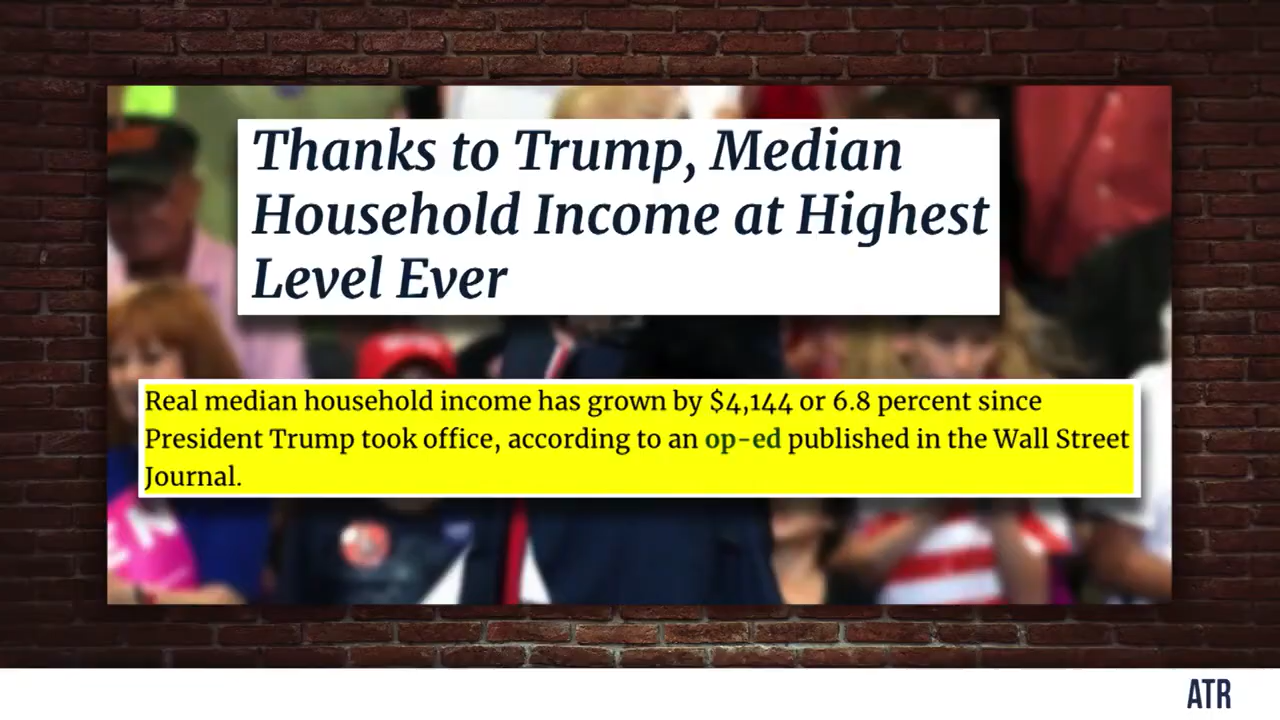 Thanks to Trump, Median
Household Income at Highest
Level Ever
Real median household income has grown by $4,144 or 6.8 percent since
President Trump took office, according to an op-ed published in the Wall Street
Journal.
ATR